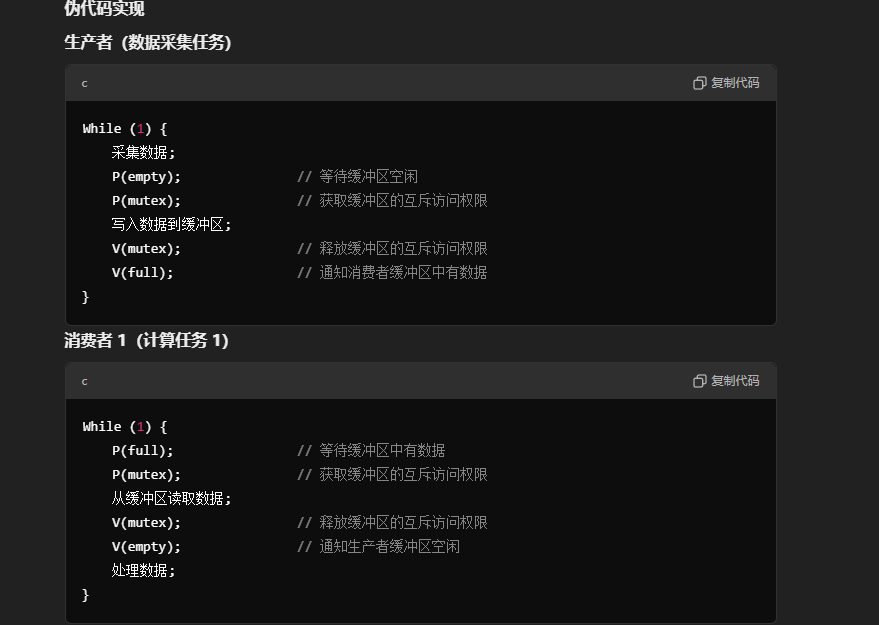 伪代码实现
生产者（数据采集任务）
c 复制代码
While (1) {
    采集数据;
    P(empty);               // 等待缓冲区空闲
    P(mutex);               // 获取缓冲区的互斥访问权限
    写入数据到缓冲区;
    V(mutex);               // 释放缓冲区的互斥访问权限
    V(full);                // 通知消费者缓冲区中有数据
}
消费者 1（计算任务 1）
c 复制代码
While (1) {
    P(full);                // 等待缓冲区中有数据
    P(mutex);               // 获取缓冲区的互斥访问权限
    从缓冲区读取数据;
    V(mutex);               // 释放缓冲区的互斥访问权限
    V(empty);               // 通知生产者缓冲区空闲
    处理数据;
}